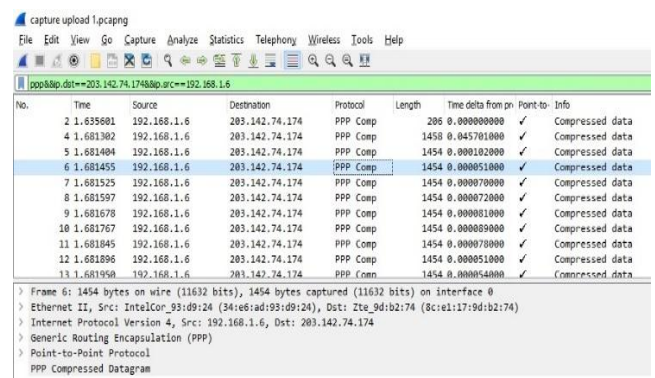 capture upload 1.pcapng
File Edit View Go Capture Analyze Statistics Telephony Wireless Tools Help
ppp&&ip.dst==203.142.74.174&&ip.src==192.168.1.6
No. Time Source Destination Protocol Length Time delta from pre Point-to- Info
2 1.635601 192.168.1.6 203.142.74.174 PPP Comp 206 0.000000000 ✓ Compressed data
4 1.681302 192.168.1.6 203.142.74.174 PPP Comp 1458 0.045701000 ✓ Compressed data
5 1.681404 192.168.1.6 203.142.74.174 PPP Comp 1454 0.000102000 ✓ Compressed data
6 1.681455 192.168.1.6 203.142.74.174 PPP Comp 1454 0.000051000 ✓ Compressed data
7 1.681525 192.168.1.6 203.142.74.174 PPP Comp 1454 0.000070000 ✓ Compressed data
8 1.681597 192.168.1.6 203.142.74.174 PPP Comp 1454 0.000072000 ✓ Compressed data
9 1.681678 192.168.1.6 203.142.74.174 PPP Comp 1454 0.000081000 ✓ Compressed data
10 1.681767 192.168.1.6 203.142.74.174 PPP Comp 1454 0.000089000 ✓ Compressed data
11 1.681845 192.168.1.6 203.142.74.174 PPP Comp 1454 0.000078000 ✓ Compressed data
12 1.681896 192.168.1.6 203.142.74.174 PPP Comp 1454 0.000051000 ✓ Compressed data
13 1.681950 192.168.1.6 203.142.74.174 PPP Comp 1454 0.000054000 ✓ Compressed data
> Frame 6: 1454 bytes on wire (11632 bits), 1454 bytes captured (11632 bits) on interface 0
> Ethernet II, Src: IntelCor_93:d9:24 (34:e6:ad:93:d9:24), Dst: Zte_9d:b2:74 (8c:e1:17:9d:b2:74)
> Internet Protocol Version 4, Src: 192.168.1.6, Dst: 203.142.74.174
> Generic Routing Encapsulation (PPP)
> Point-to-Point Protocol
PPP Compressed Datagram